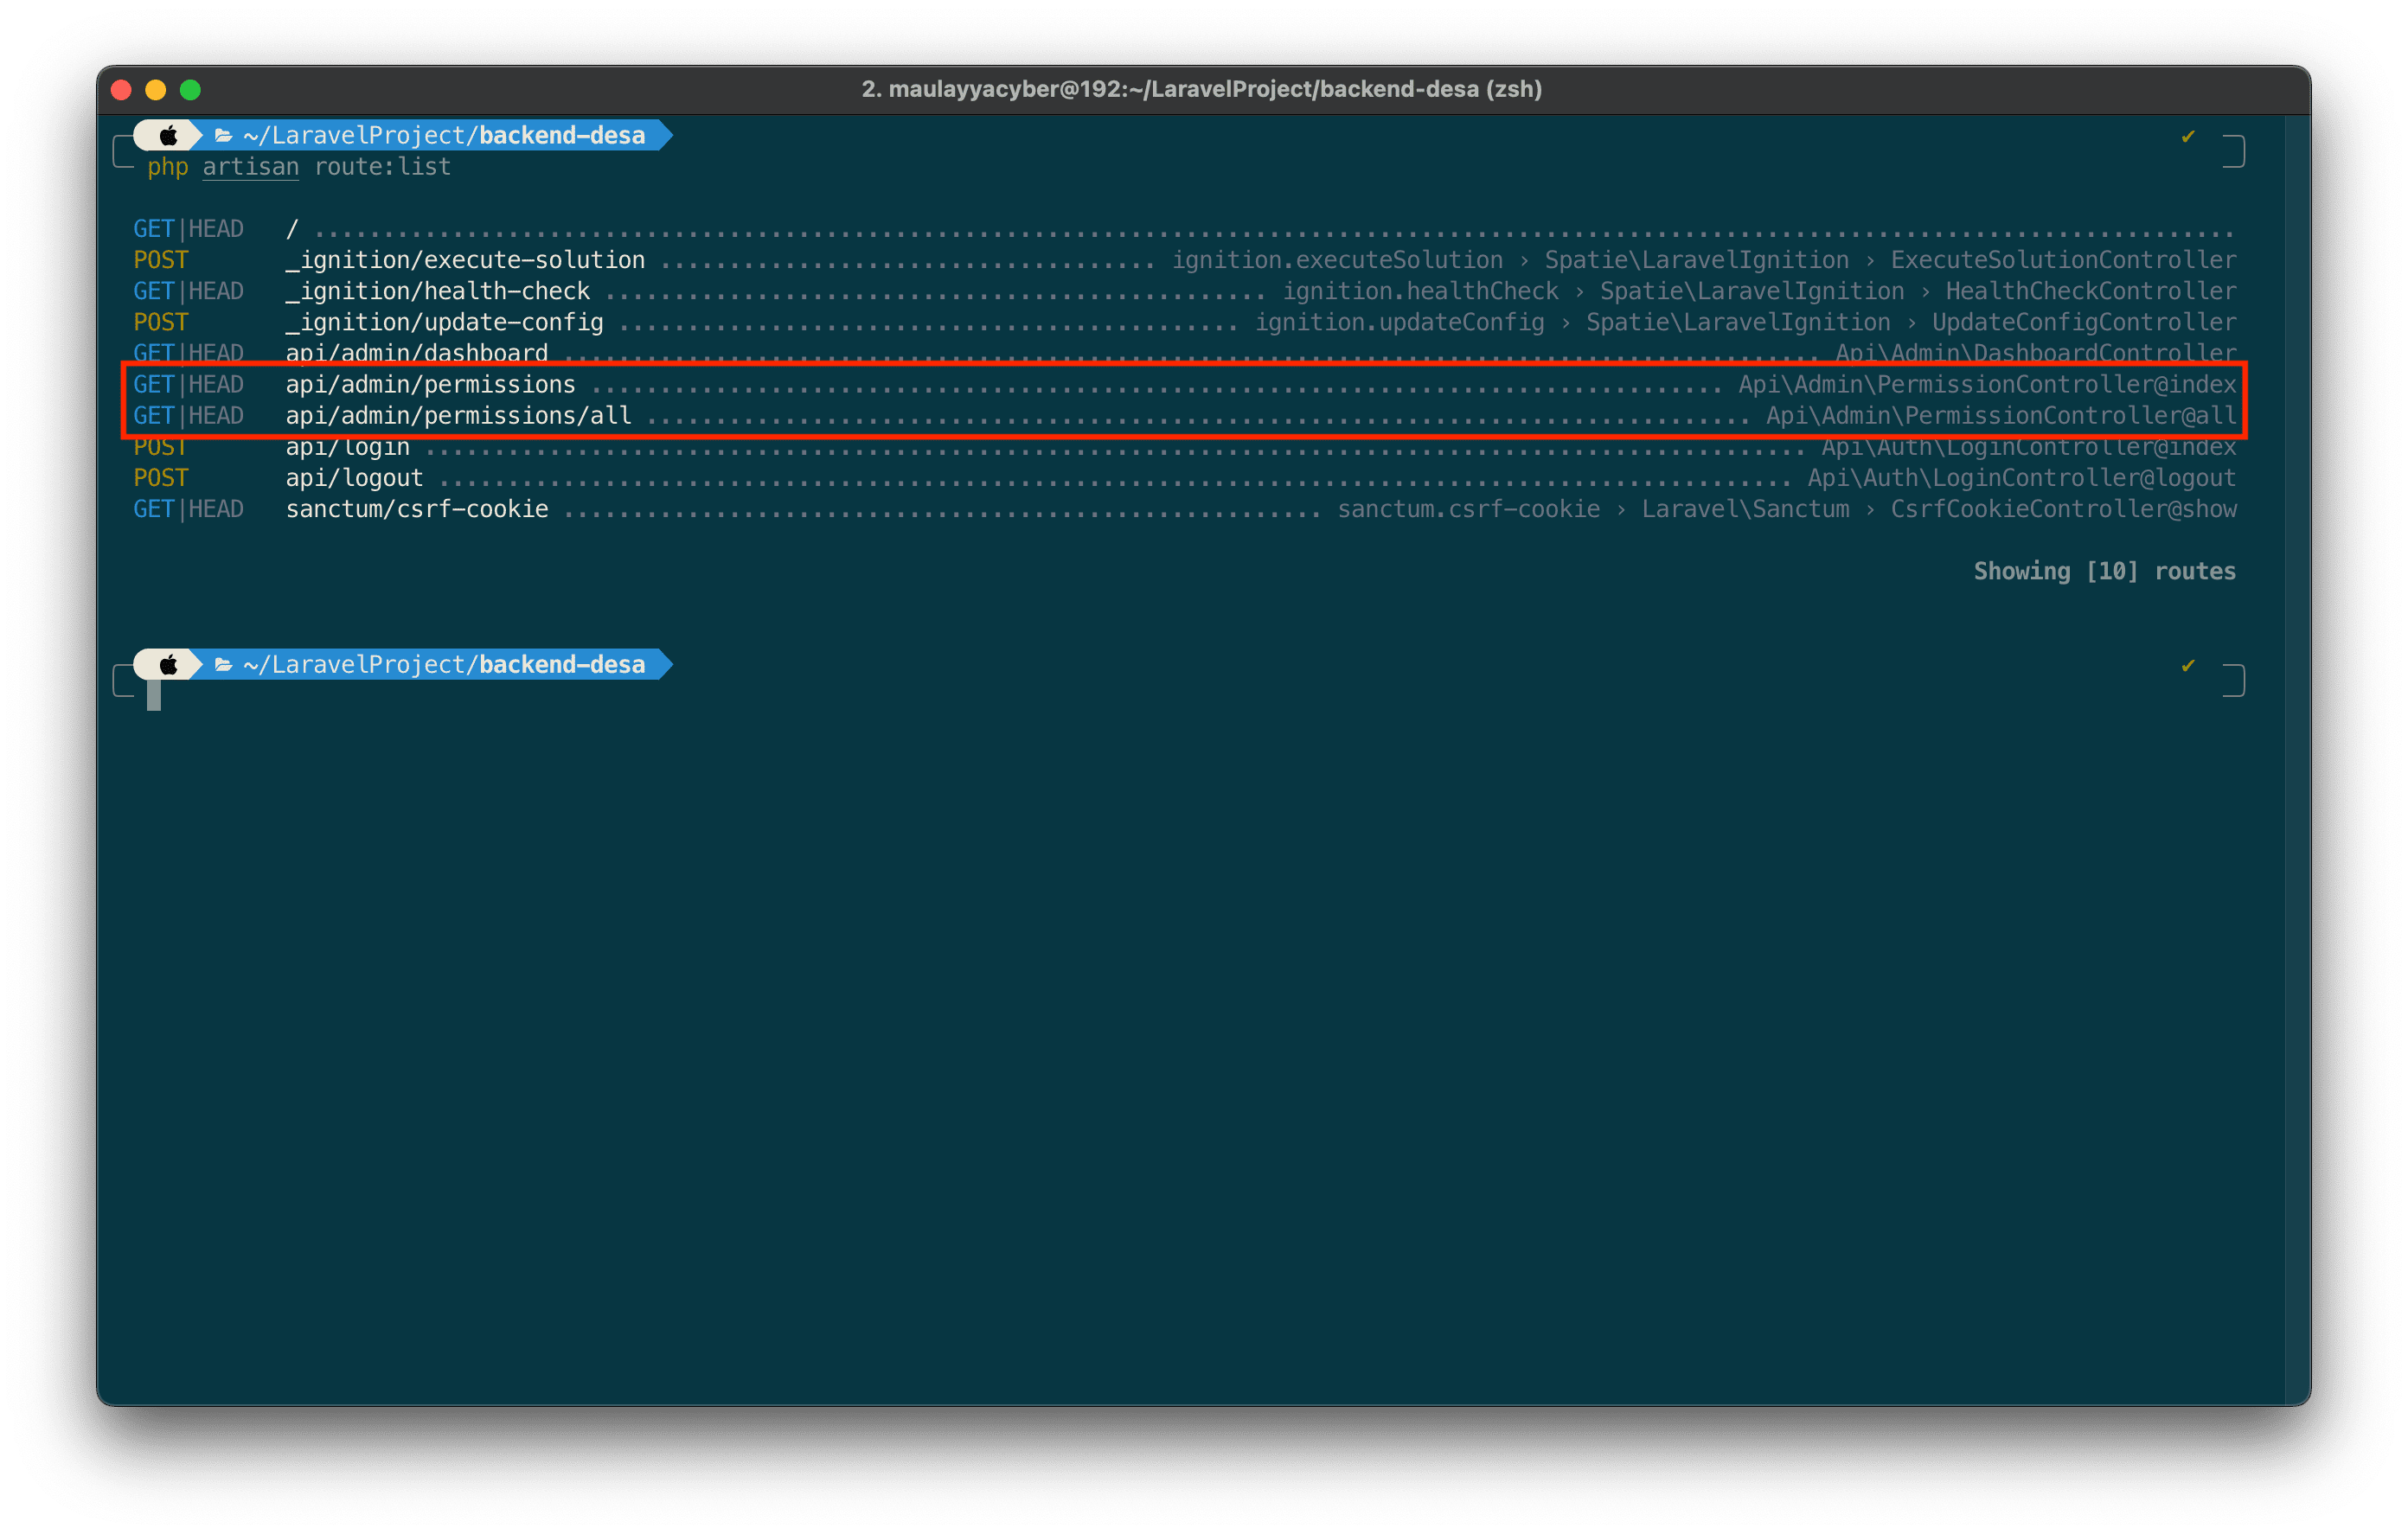 2. maulayyacyber@192:~/LaravelProject/backend-desa (zsh)
~/LaravelProject/backend-desa ✔
php artisan route:list
GET|HEAD / ............................................................................................................................................
POST _ignition/execute-solution .................................... ignition.executeSolution › Spatie\LaravelIgnition › ExecuteSolutionController
GET|HEAD _ignition/health-check ................................................ ignition.healthCheck › Spatie\LaravelIgnition › HealthCheckController
POST _ignition/update-config ............................................. ignition.updateConfig › Spatie\LaravelIgnition › UpdateConfigController
GET|HEAD api/admin/dashboard ........................................................................................... Api\Admin\DashboardController
GET|HEAD api/admin/permissions .................................................................................. Api\Admin\PermissionController@index
GET|HEAD api/admin/permissions/all ................................................................................ Api\Admin\PermissionController@all
POST api/login .................................................................................................... Api\Auth\LoginController@index
POST api/logout .................................................................................................. Api\Auth\LoginController@logout
GET|HEAD sanctum/csrf-cookie ....................................................... sanctum.csrf-cookie › Laravel\Sanctum › CsrfCookieController@show
Showing [10] routes
~/LaravelProject/backend-desa ✔